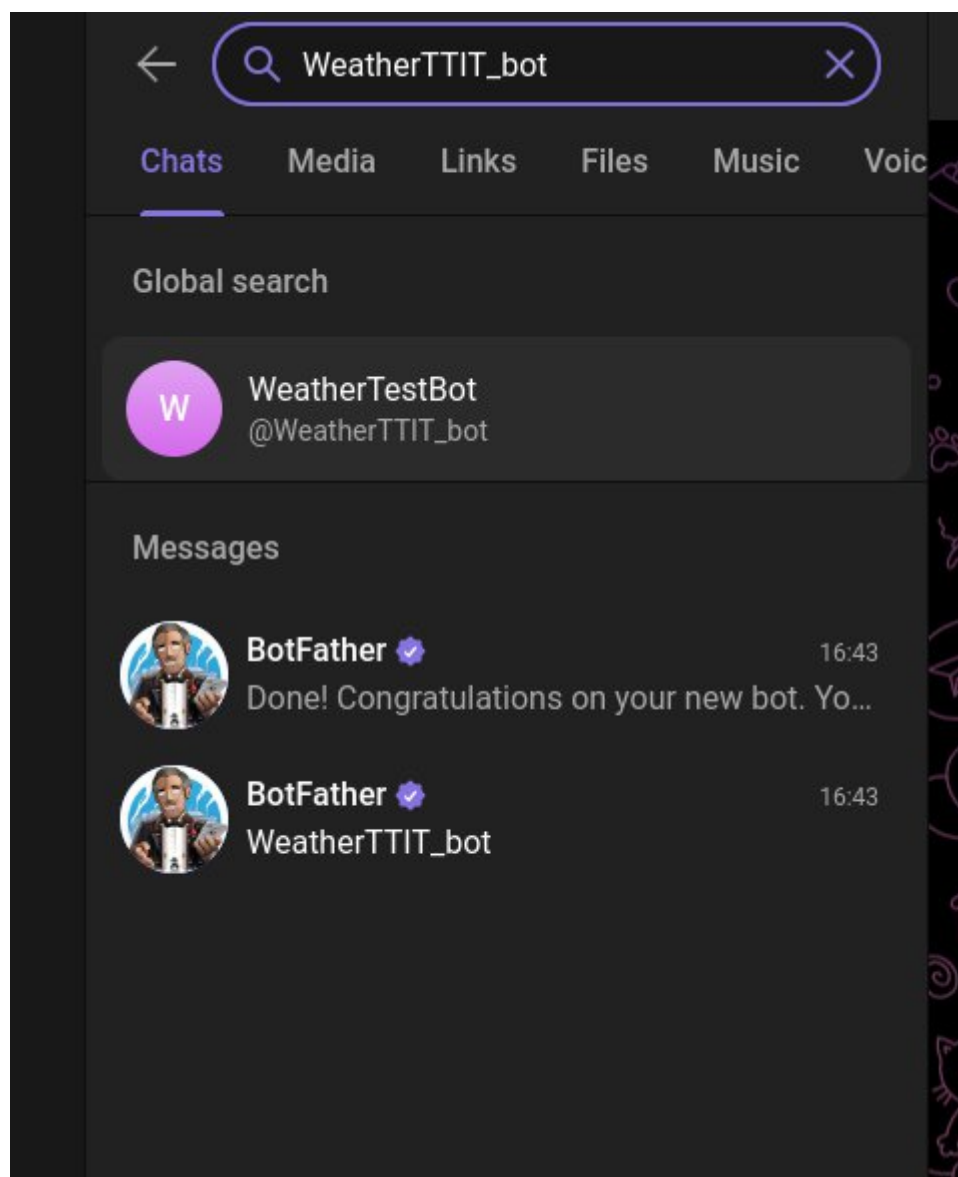 WeatherTTIT_bot
Chats Media Links Files Music Voic
Global search
W
WeatherTestBot
@WeatherTTIT_bot
Messages
BotFather 16:43
Done! Congratulations on your new bot. Yo...
BotFather 16:43
WeatherTTIT_bot